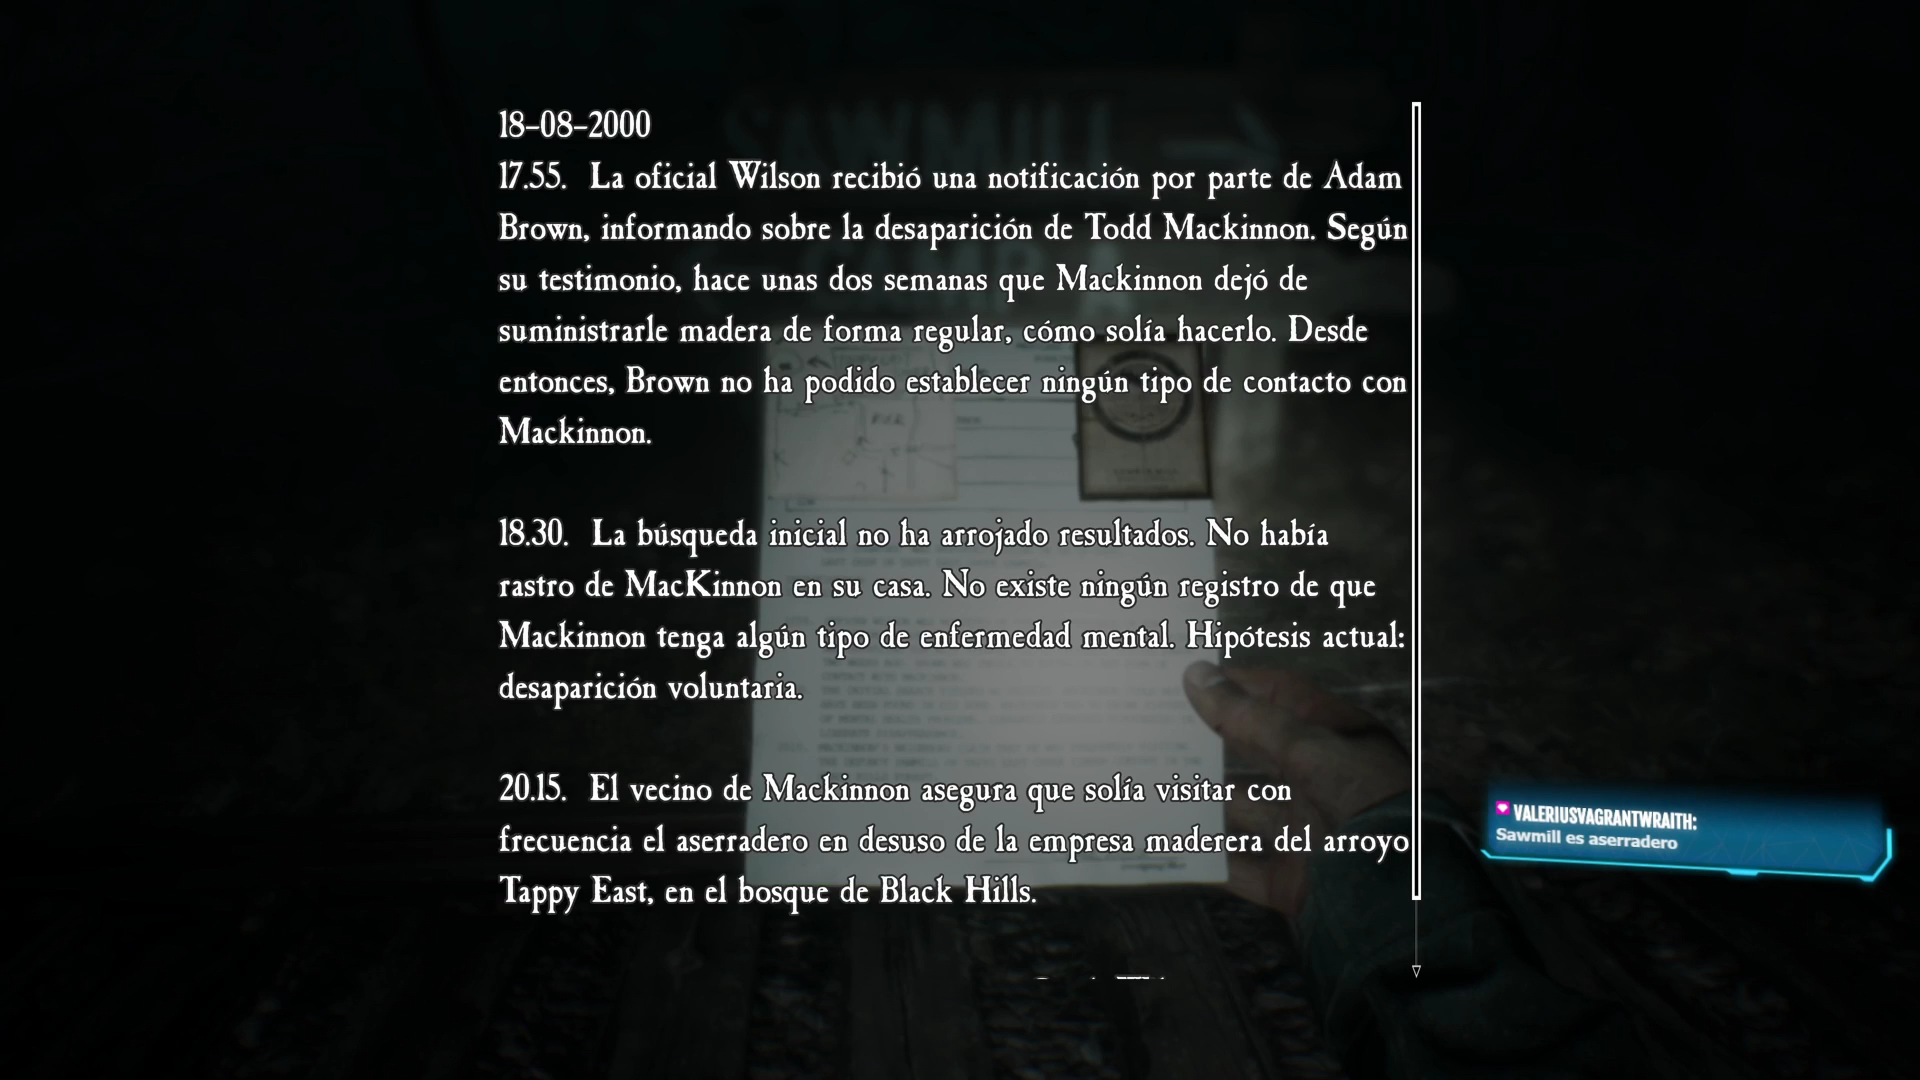 SAWMILL
18-08-2000
17.55. La oficial Wilson recibió una notificación por parte de Adam
Brown, informando sobre la desaparición de Todd Mackinnon. Según
su testimonio, hace unas dos semanas que Mackinnon dejó de
suministrarle madera de forma regular, cómo solía hacerlo. Desde
entonces, Brown no ha podido establecer ningún tipo de contacto con
Mackinnon.
18.30. La búsqueda inicial no ha arrojado resultados. No había
rastro de MacKinnon en su casa. No existe ningún registro de que
Mackinnon tenga algún tipo de enfermedad mental. Hipótesis actual:
desaparición voluntaria.
20.15. El vecino de Mackinnon asegura que solía visitar con
frecuencia el aserradero en desuso de la empresa maderera del arroyo
Tappy East, en el bosque de Black Hills.
VALERIUSVAGRANTWRAITH:
Sawmill es aserradero